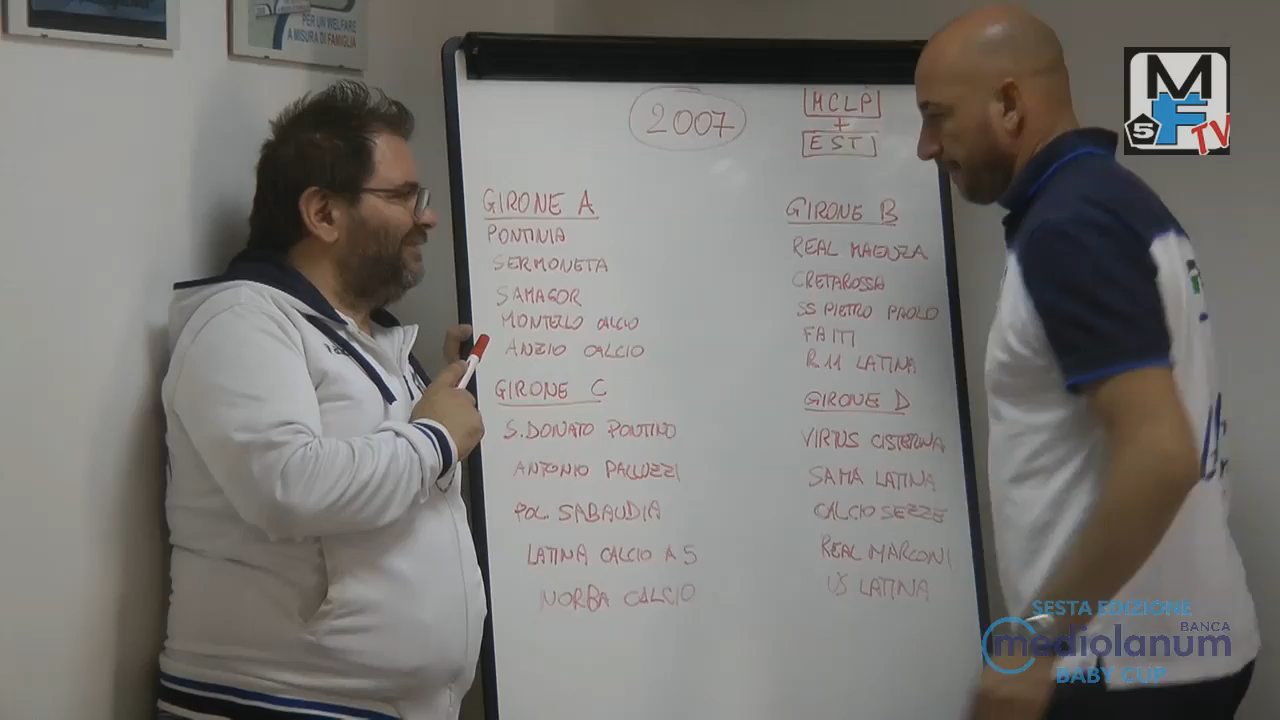 PER UN WELFARE
A MISURA DI FAMIGLIA
2007
MCLP
+
EST
GIRONE A
PONTINIA
SERMONETA
SAMAGOR
MONTELLO CALCIO
ANZIO CALCIO
GIRONE B
REAL MAENZA
CRETAROSSA
SS PIETRO PAOLO
FAITI
R 11 LATINA
GIRONE C
S. DONATO PONTINO
ANTONIO PALLUZZI
POL. SABAUDIA
LATINA CALCIO A 5
NORBA CALCIO
GIRONE D
VIRTUS CISTERNA
SAMA LATINA
CALCIO SEZZE
REAL MARCONI
US LATINA
M
5 F TV
SESTA EDIZIONE
BANCA
mediolanum
BABY CUP